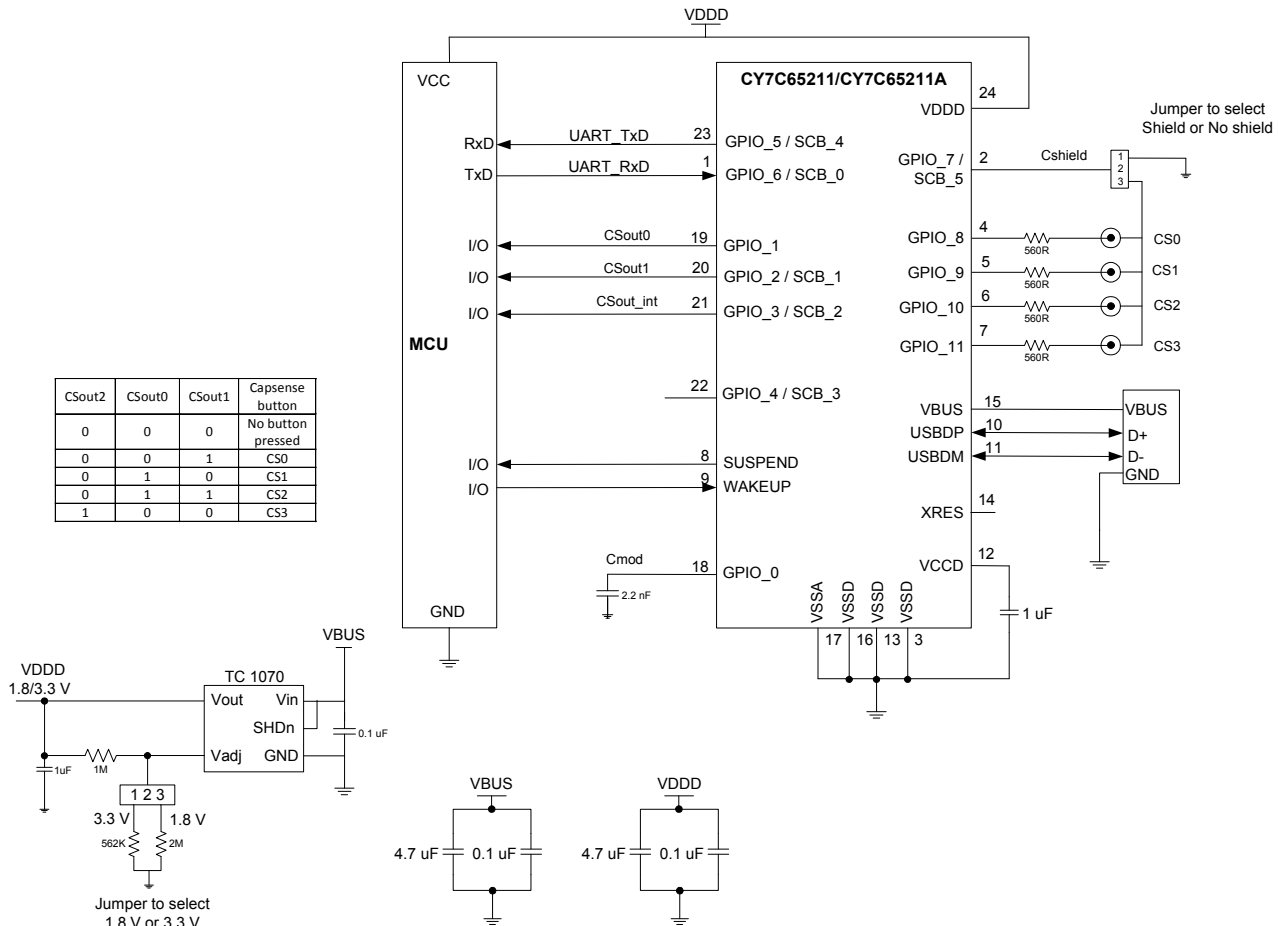 VDDD
VCC
CY7C65211/CY7C65211A
24
VDDD
Jumper to select
Shield or No shield
RxD
UART_TxD
23
GPIO_5 / SCB_4
TxD
UART_RxD
1
GPIO_6 / SCB_0
GPIO_7 /
SCB_5
2
Cshield
1
2
3
I/O
CSout0
19
GPIO_1
GPIO_8
4
560R
CS0
I/O
CSout1
20
GPIO_2 / SCB_1
GPIO_9
5
560R
CS1
I/O
CSout_int
21
GPIO_3 / SCB_2
GPIO_10
6
560R
CS2
MCU
GPIO_11
7
560R
CS3
22
GPIO_4 / SCB_3
VBUS
15
VBUS
USBDP
10
D+
USBDM
11
D-
GND
I/O
8
SUSPEND
I/O
9
WAKEUP
XRES
14
Cmod
18
GPIO_0
2.2 nF
VCCD
12
1 uF
VSSA
VSSD
VSSD
VSSD
17
16
13
3
GND
CSout2 CSout0 CSout1 Capsense button
0 0 0 No button pressed
0 0 1 CS0
0 1 0 CS1
0 1 1 CS2
1 0 0 CS3
VDDD
1.8/3.3 V
TC 1070
VBUS
Vout
Vin
SHDn
Vadj
GND
0.1 uF
1uF
1M
1 2 3
3.3 V
1.8 V
562K
2M
Jumper to select
1.8 V or 3.3 V
VBUS
4.7 uF
0.1 uF
VDDD
4.7 uF
0.1 uF